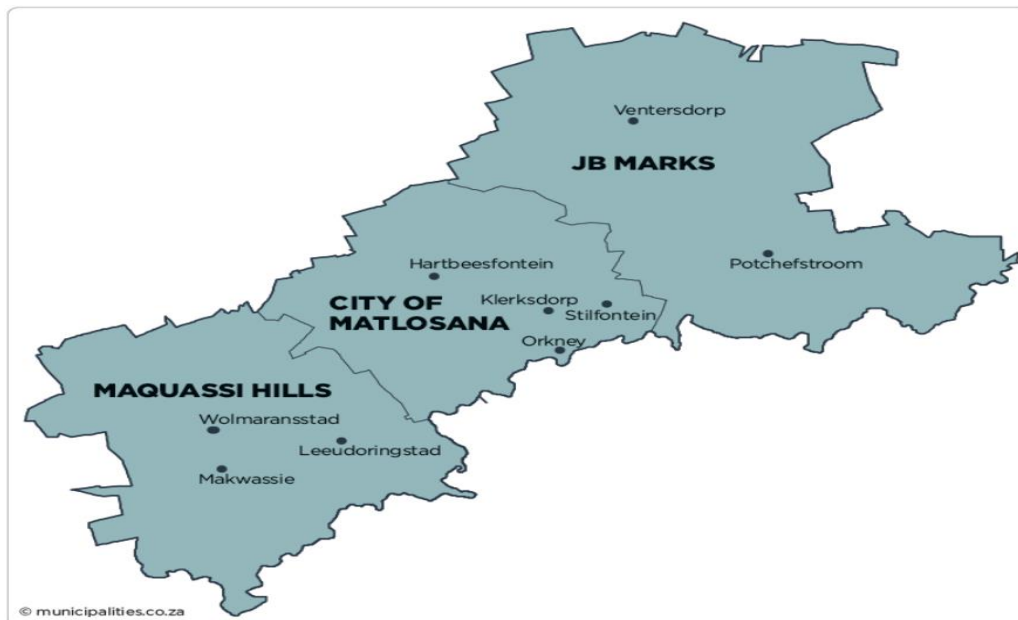 Ventersdorp
JB MARKS
Hartbeesfontein
Potchefstroom
CITY OF
MATLOSANA
Klerksdorp
Stilfontein
Orkney
MAQUASSI HILLS
Wolmaransstad
Leeudoringstad
Makwassie
© municipalities.co.za